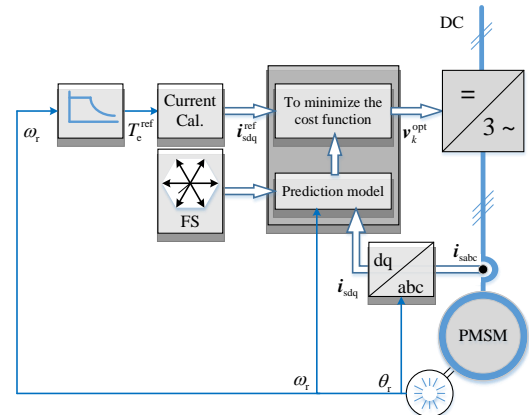 DC
=
3 ~
To minimize the
cost function
Current
Cal.
ω_r
T_e^ref
i_sdq^ref
v_k^opt
FS
Prediction model
dq
abc
i_sdq
i_sabc
PMSM
ω_r
θ_r